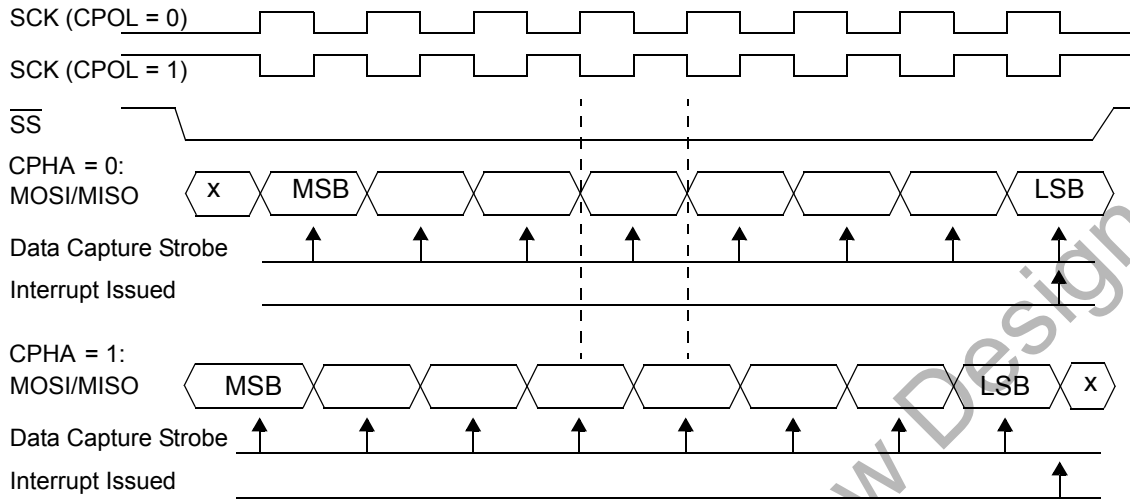 SCK (CPOL = 0)
SCK (CPOL = 1)
SS
CPHA = 0:
MOSI/MISO
x
MSB
LSB
Data Capture Strobe
Interrupt Issued
CPHA = 1:
MOSI/MISO
MSB
LSB
x
Data Capture Strobe
Interrupt Issued
w Design